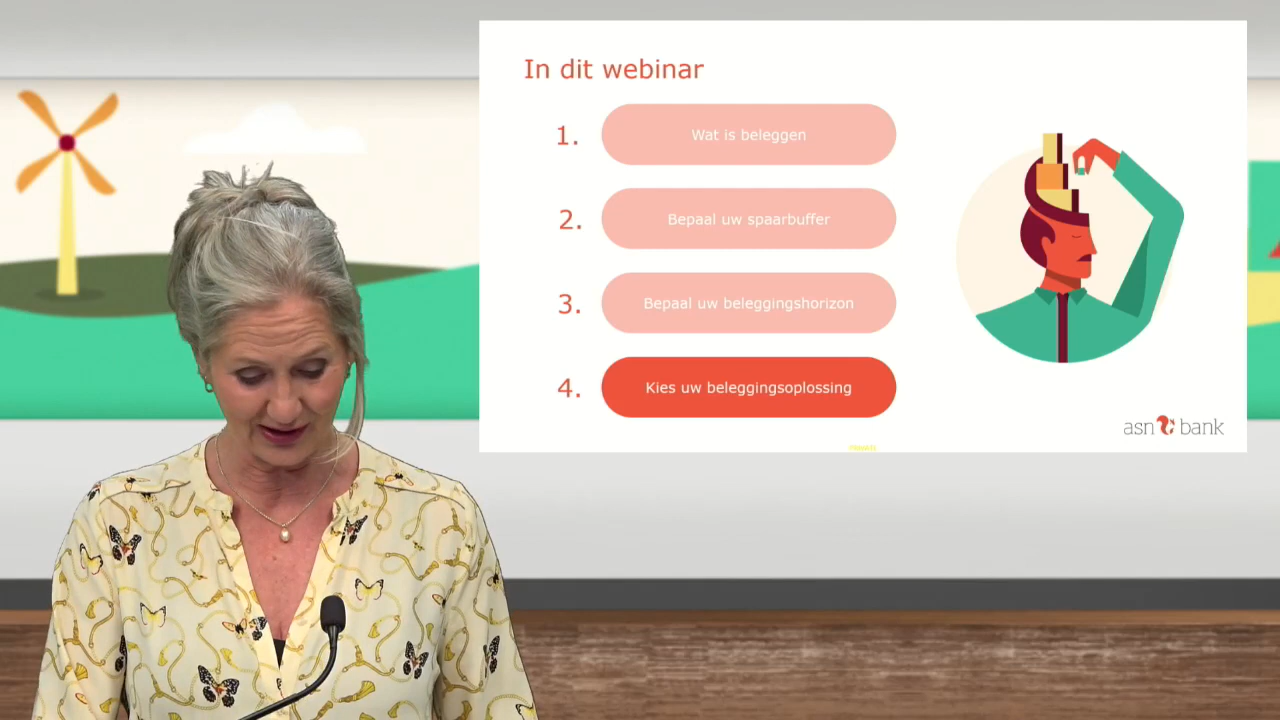 In dit webinar
1. Wat is beleggen
2. Bepaal uw spaarbuffer
3. Bepaal uw beleggingshorizon
4. Kies uw beleggingsoplossing
asn bank